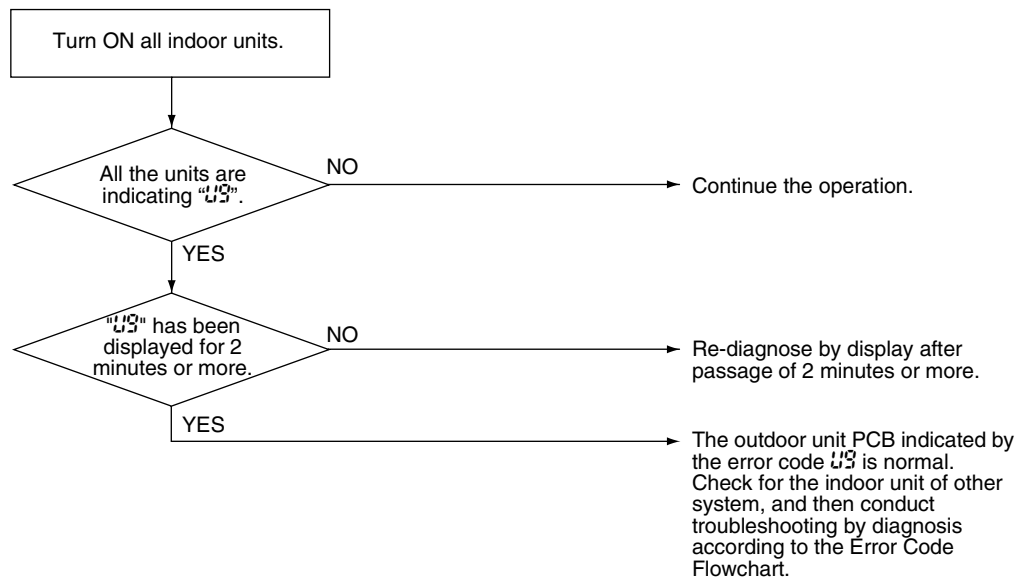 Turn ON all indoor units.
All the units are
indicating “U9”.
NO
Continue the operation.
YES
"U9" has been
displayed for 2
minutes or more.
NO
Re-diagnose by display after
passage of 2 minutes or more.
YES
The outdoor unit PCB indicated by
the error code U9 is normal.
Check for the indoor unit of other
system, and then conduct
troubleshooting by diagnosis
according to the Error Code
Flowchart.